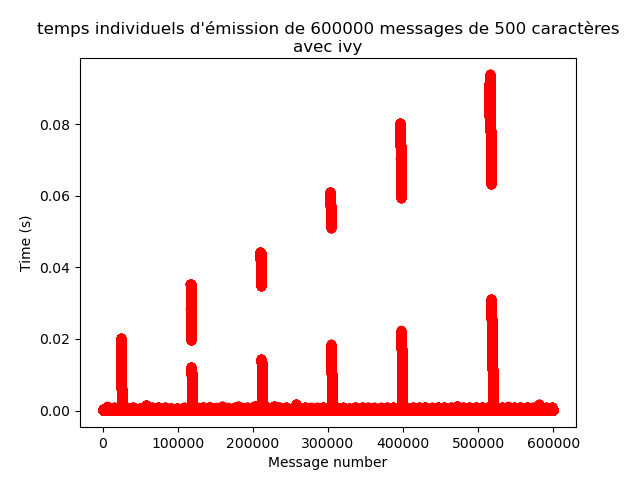 temps individuels d'émission de 600000 messages de 500 caractères
avec ivy
0.08
0.06
0.04
0.02
0.00
Time (s)
0 100000 200000 300000 400000 500000 600000
Message number